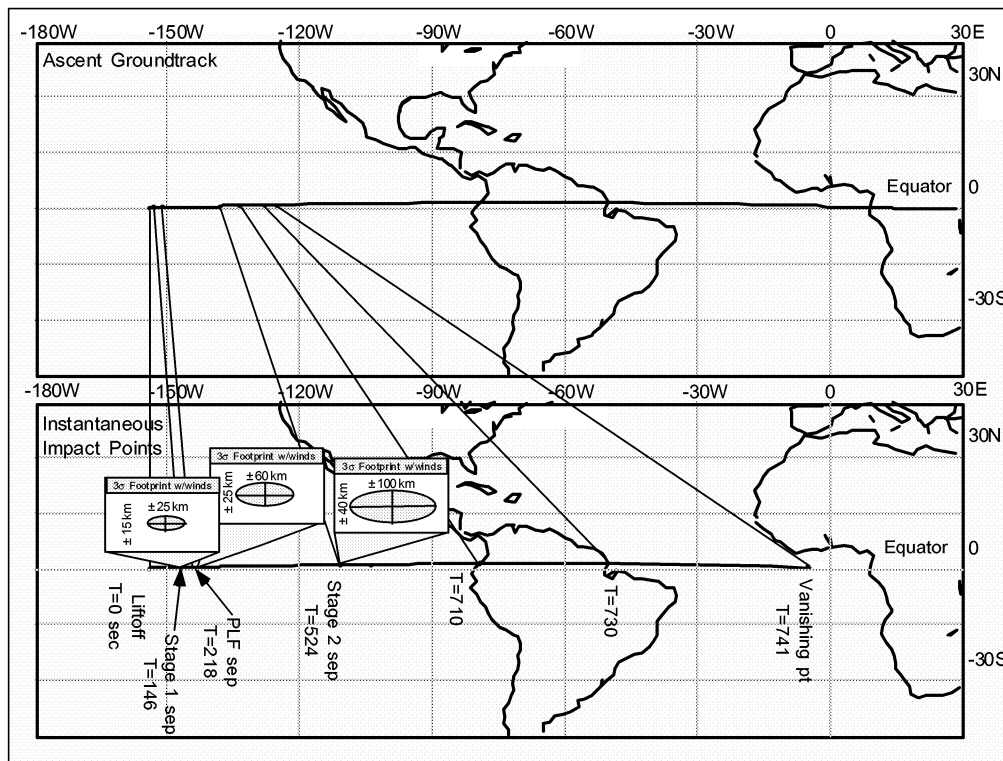 -180W -150W -120W -90W -60W -30W 0 30E
Ascent Groundtrack
30N
Equator 0
-30S
-180W -150W -120W -90W -60W -30W 0 30E
Instantaneous
Impact Points
30N
3σ Footprint w/winds
±60 km
±25 km
3σ Footprint w/winds
±100 km
±40 km
3σ Footprint w/winds
±25 km
±15 km
Equator 0
Liftoff
T=0 sec
Stage 1 sep
T=146
PLF sep
T=218
Stage 2 sep
T=524
T=710
T=730
Vanishing pt
T=741
-30S